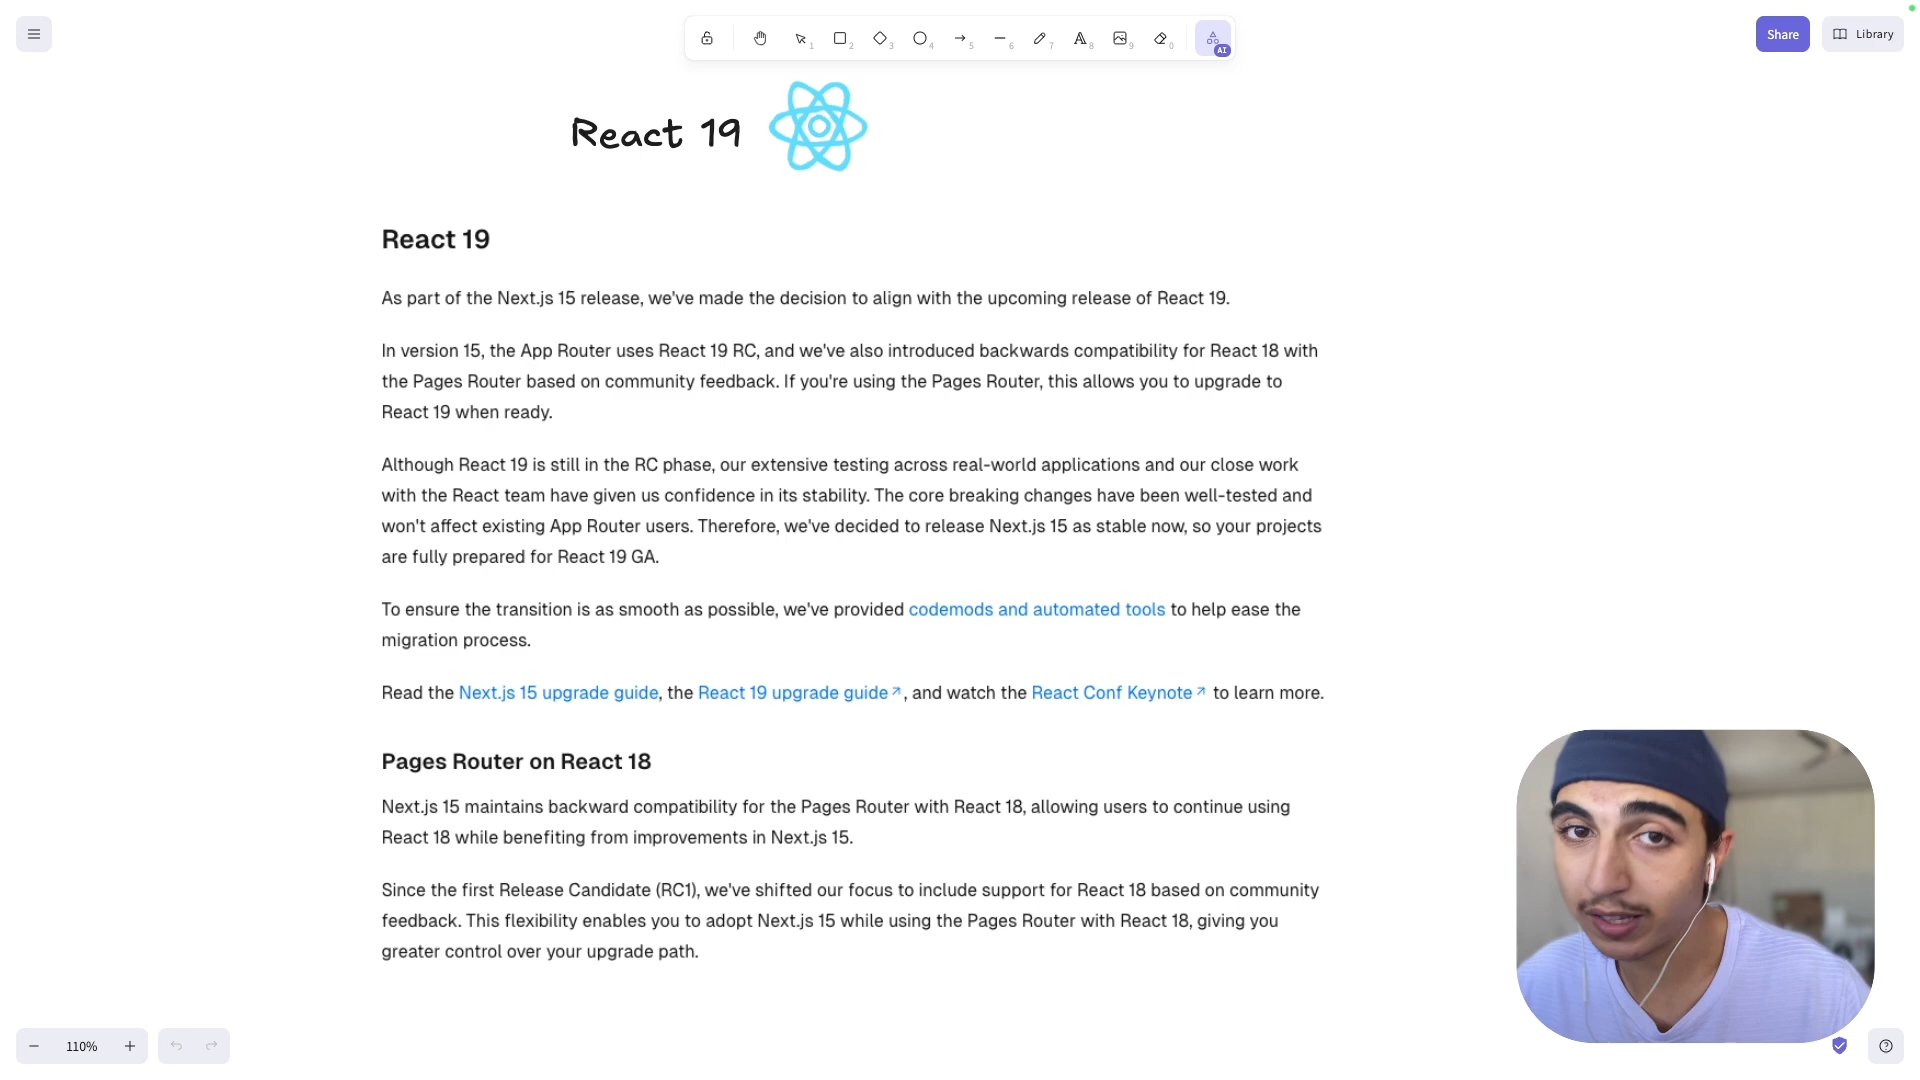 1
2
3
4
5
6
7
8
9
0
AI
Share
Library
React 19
React 19
As part of the Next.js 15 release, we've made the decision to align with the upcoming release of React 19.
In version 15, the App Router uses React 19 RC, and we've also introduced backwards compatibility for React 18 with
the Pages Router based on community feedback. If you're using the Pages Router, this allows you to upgrade to
React 19 when ready.
Although React 19 is still in the RC phase, our extensive testing across real-world applications and our close work
with the React team have given us confidence in its stability. The core breaking changes have been well-tested and
won't affect existing App Router users. Therefore, we've decided to release Next.js 15 as stable now, so your projects
are fully prepared for React 19 GA.
To ensure the transition is as smooth as possible, we've provided codemods and automated tools to help ease the
migration process.
Read the Next.js 15 upgrade guide, the React 19 upgrade guide↗, and watch the React Conf Keynote↗ to learn more.
Pages Router on React 18
Next.js 15 maintains backward compatibility for the Pages Router with React 18, allowing users to continue using
React 18 while benefiting from improvements in Next.js 15.
Since the first Release Candidate (RC1), we've shifted our focus to include support for React 18 based on community
feedback. This flexibility enables you to adopt Next.js 15 while using the Pages Router with React 18, giving you
greater control over your upgrade path.
110%